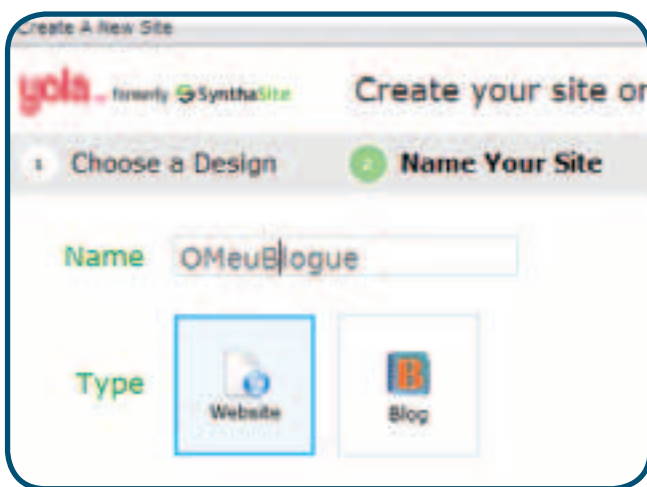 Create A New Site
yola formerly SynthaSite Create your site or
1 Choose a Design 2 Name Your Site
Name OMeuBlogue
Type Website Blog